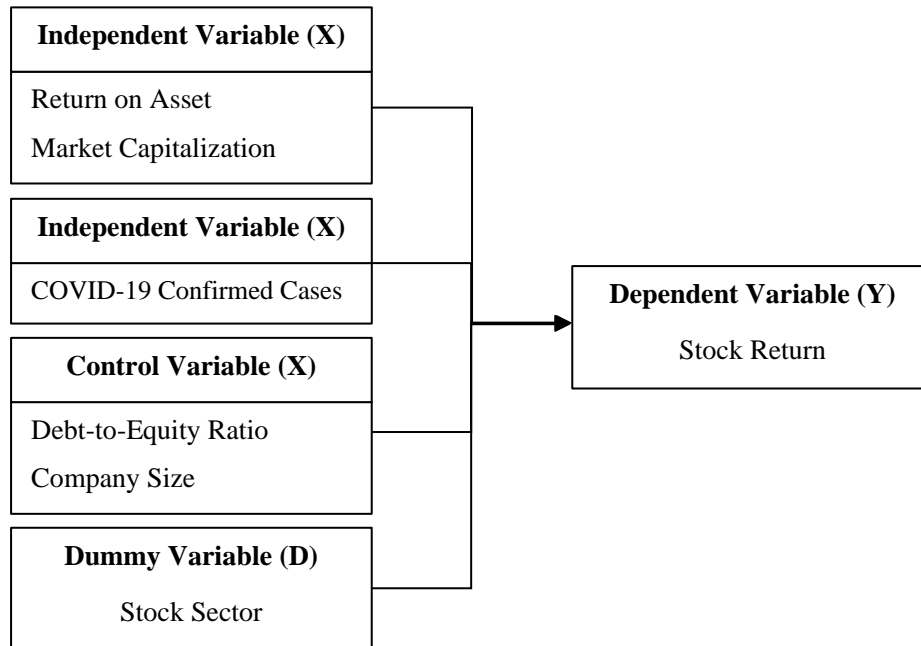 Independent Variable (X)
Return on Asset
Market Capitalization
Independent Variable (X)
COVID-19 Confirmed Cases
Control Variable (X)
Debt-to-Equity Ratio
Company Size
Dummy Variable (D)
Stock Sector
Dependent Variable (Y)
Stock Return